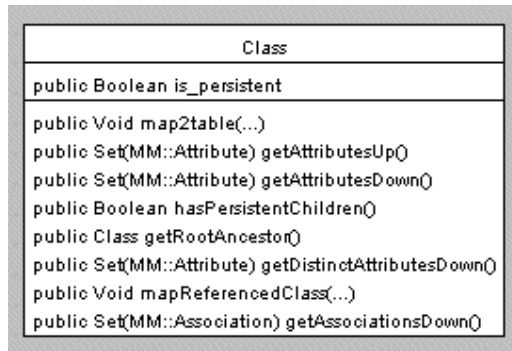 Class
public Boolean is_persistent
public Void map2table(...)
public Set(MM::Attribute) getAttributesUp()
public Set(MM::Attribute) getAttributesDown()
public Boolean hasPersistentChildren()
public Class getRootAncestor()
public Set(MM::Attribute) getDistinctAttributesDown()
public Void mapReferencedClass(...)
public Set(MM::Association) getAssociationsDown()